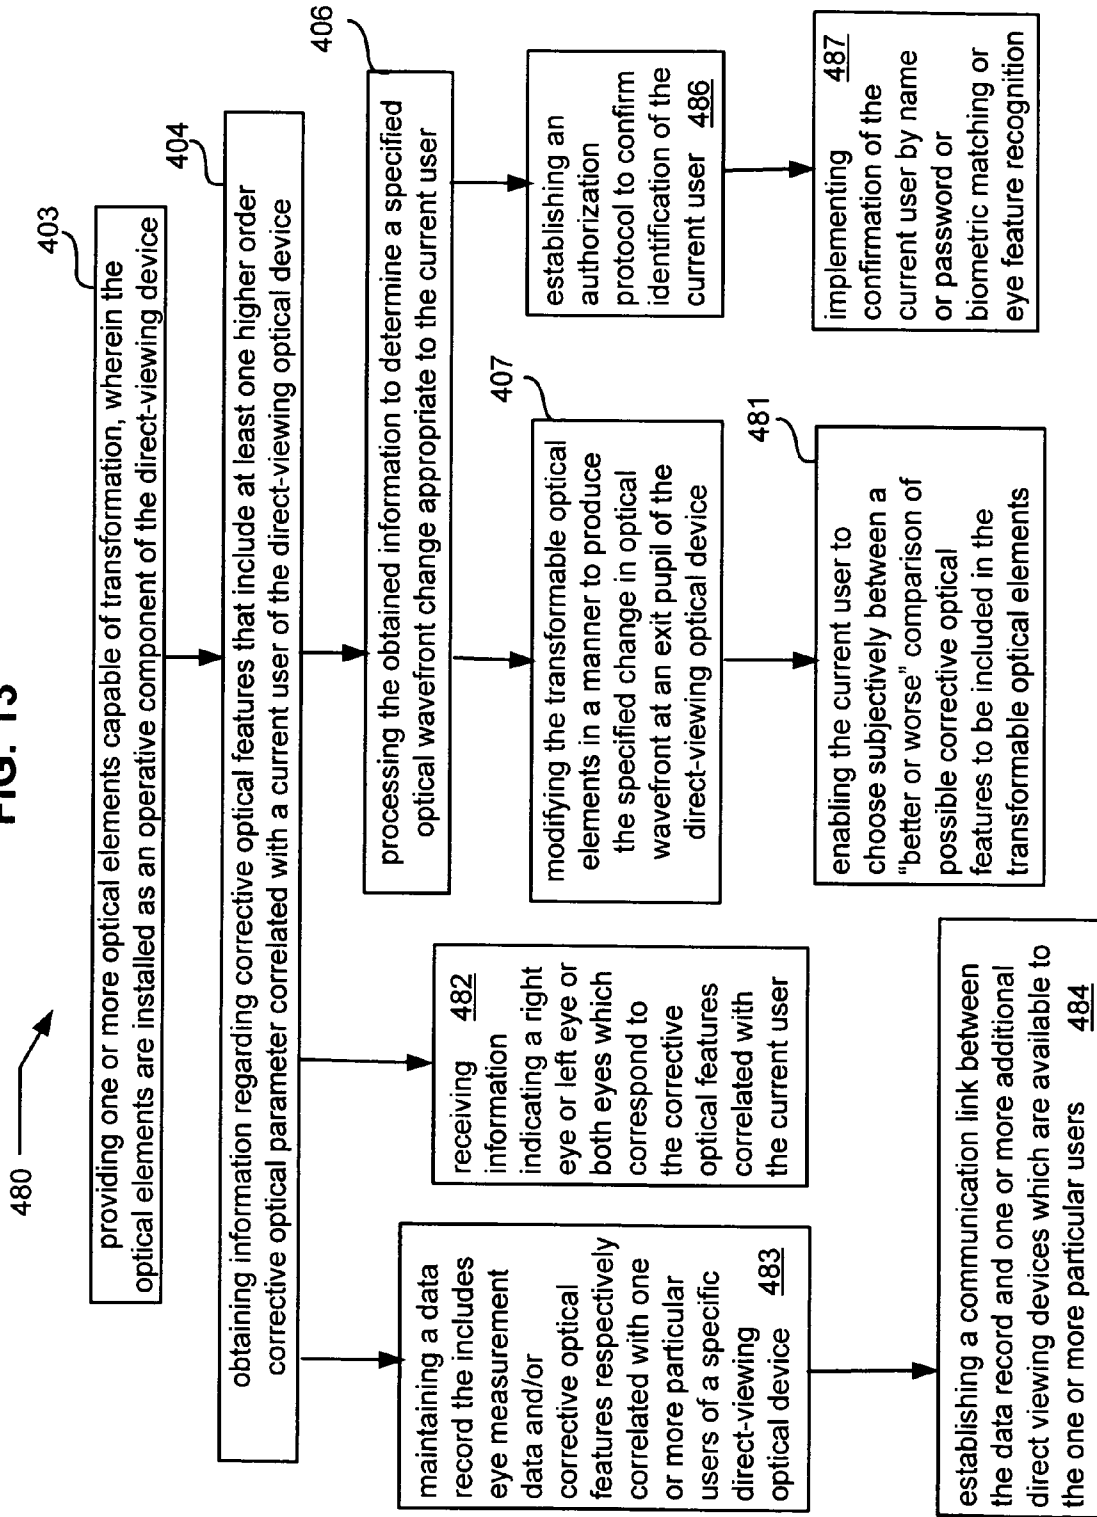 FIG. 13
480
403
providing one or more optical elements capable of transformation, wherein the
optical elements are installed as an operative component of the direct-viewing device
404
obtaining information regarding corrective optical features that include at least one higher order
corrective optical parameter correlated with a current user of the direct-viewing optical device
406
processing the obtained information to determine a specified
optical wavefront change appropriate to the current user
maintaining a data
record the includes
eye measurement
data and/or
corrective optical
features respectively
correlated with one
or more particular
users of a specific
direct-viewing
optical device 483
receiving 482
information
indicating a right
eye or left eye or
both eyes which
correspond to
the corrective
optical features
correlated with
the current user
407
modifying the transformable optical
elements in a manner to produce
the specified change in optical
wavefront at an exit pupil of the
direct-viewing optical device
establishing an
authorization
protocol to confirm
identification of the
current user 486
establishing a communication link between
the data record and one or more additional
direct viewing devices which are available to
the one or more particular users 484
481
enabling the current user to
choose subjectively between a
“better or worse” comparison of
possible corrective optical
features to be included in the
transformable optical elements
implementing 487
confirmation of the
current user by name
or password or
biometric matching or
eye feature recognition